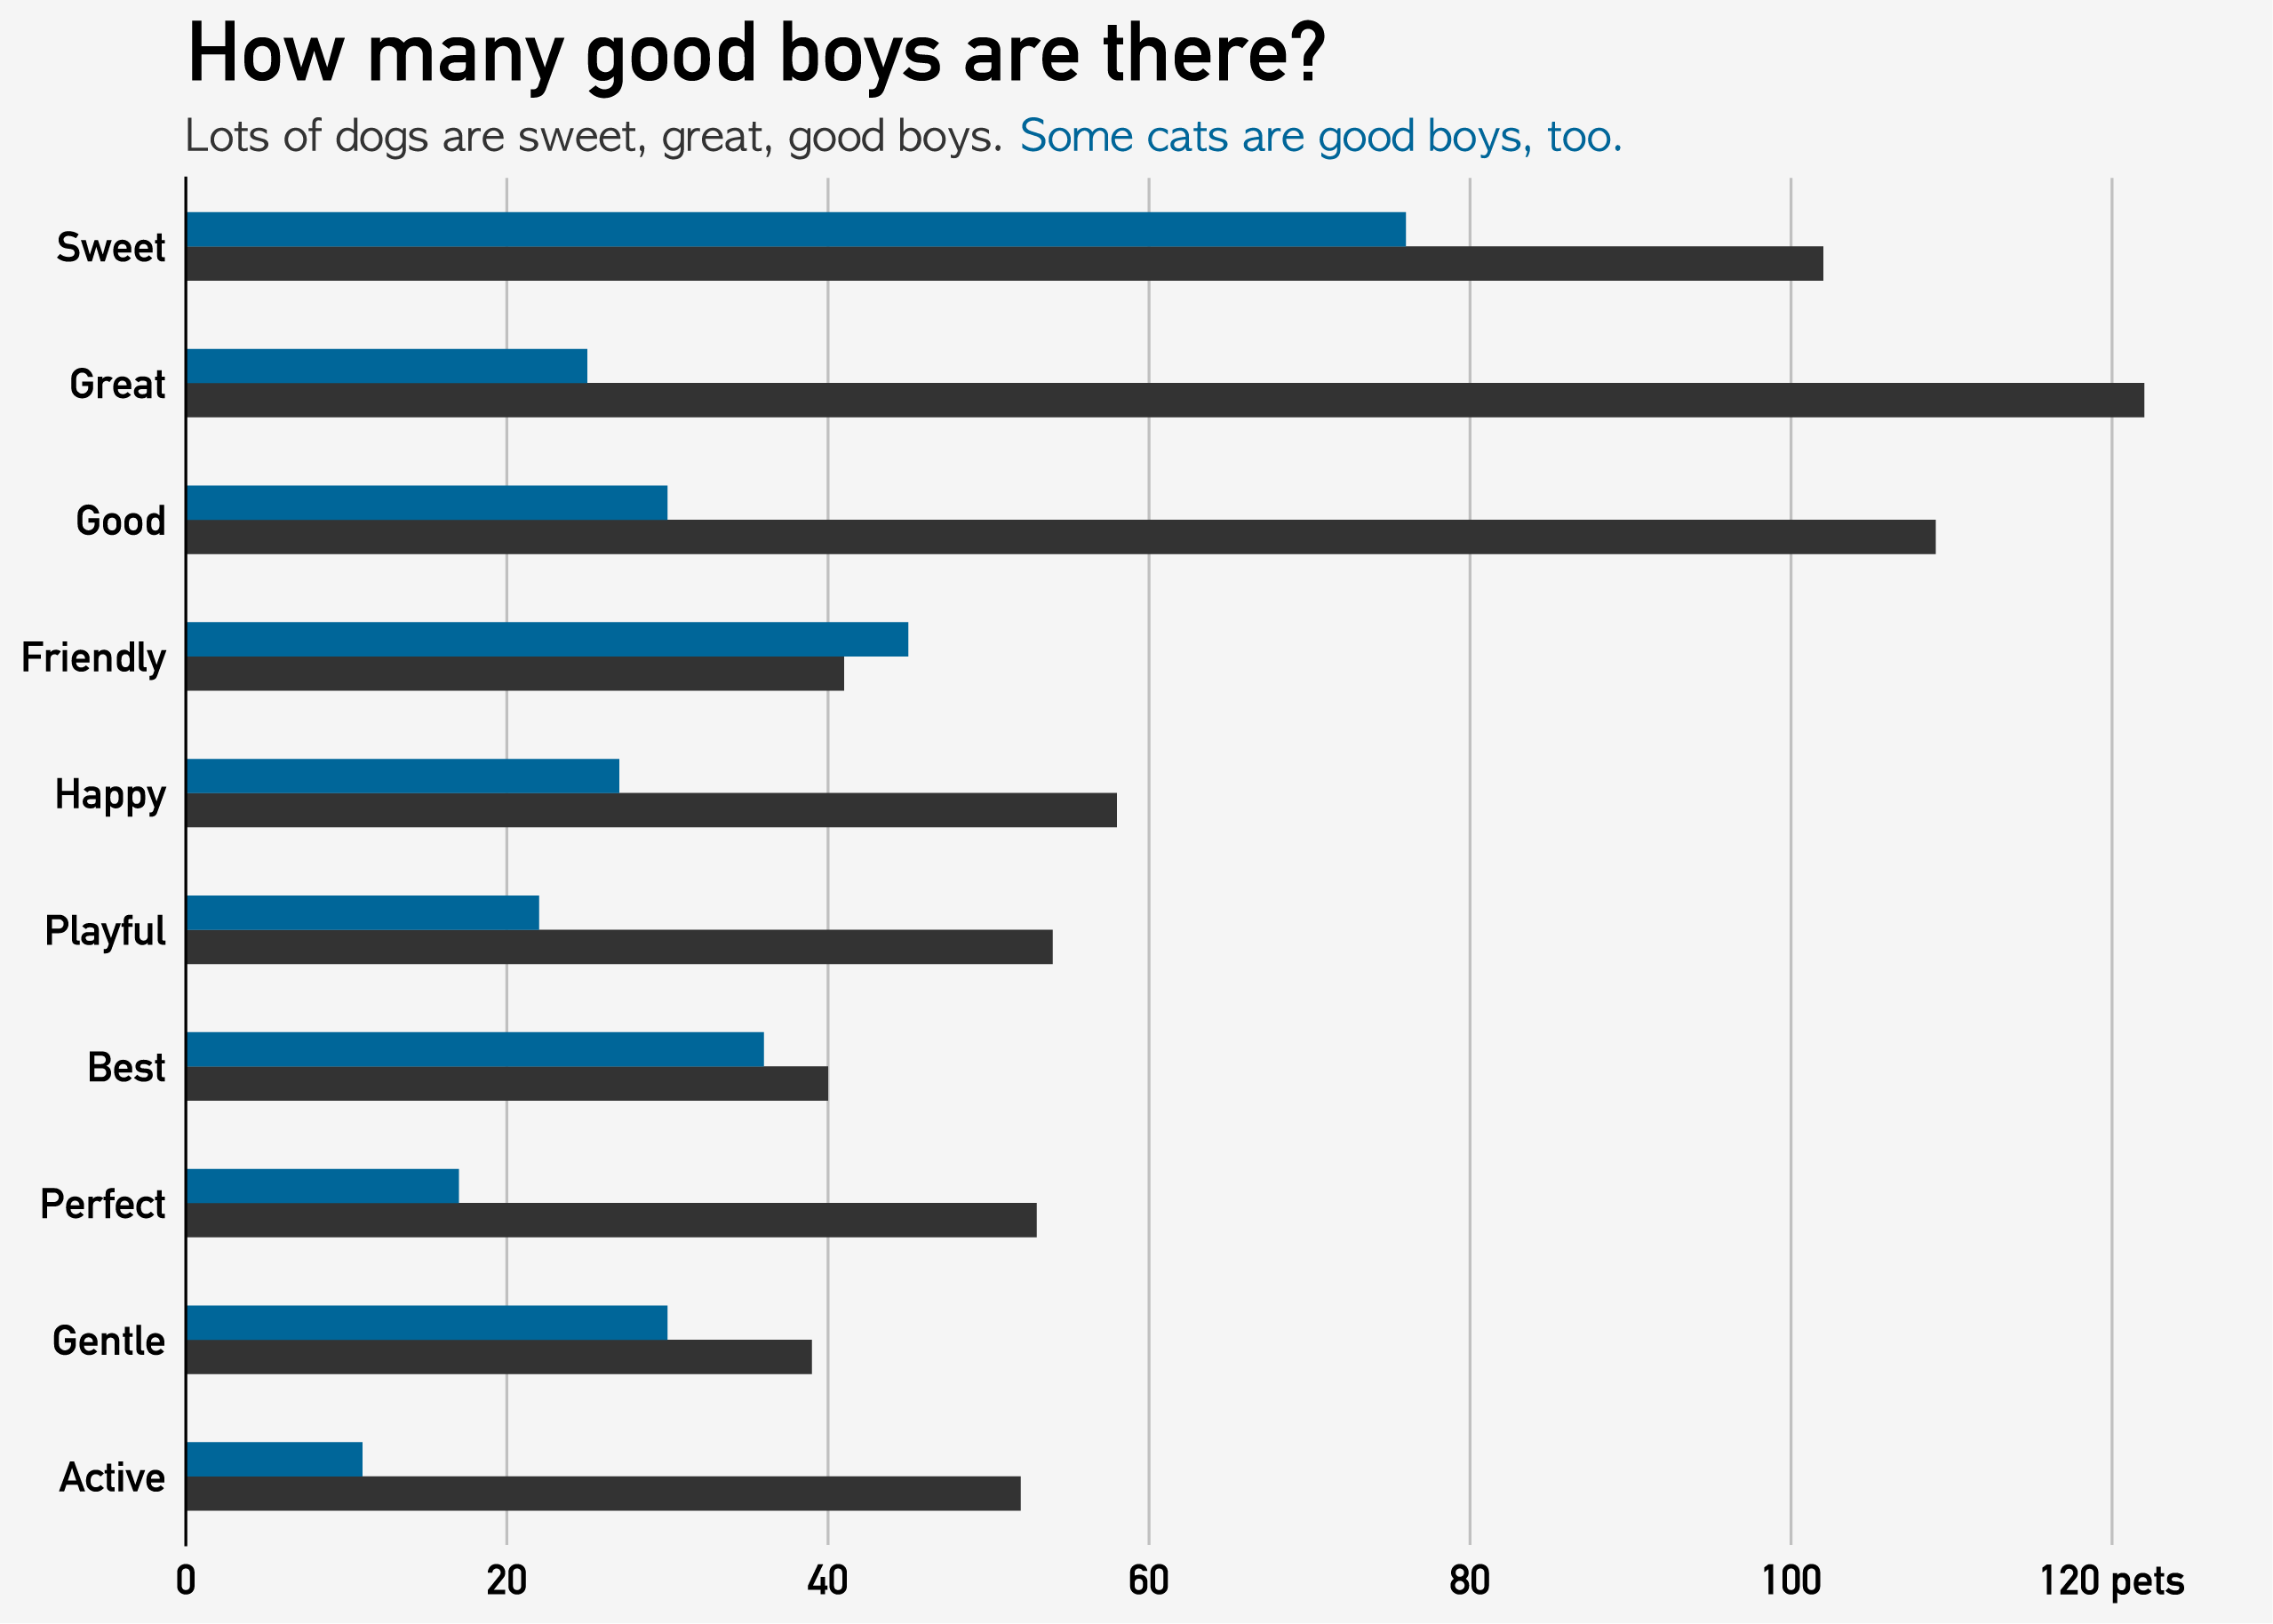 How many good boys are there?
Lots of dogs are sweet, great, good boys. Some cats are good boys, too.
Sweet
Great
Good
Friendly
Happy
Playful
Best
Perfect
Gentle
Active
0 20 40 60 80 100 120 pets